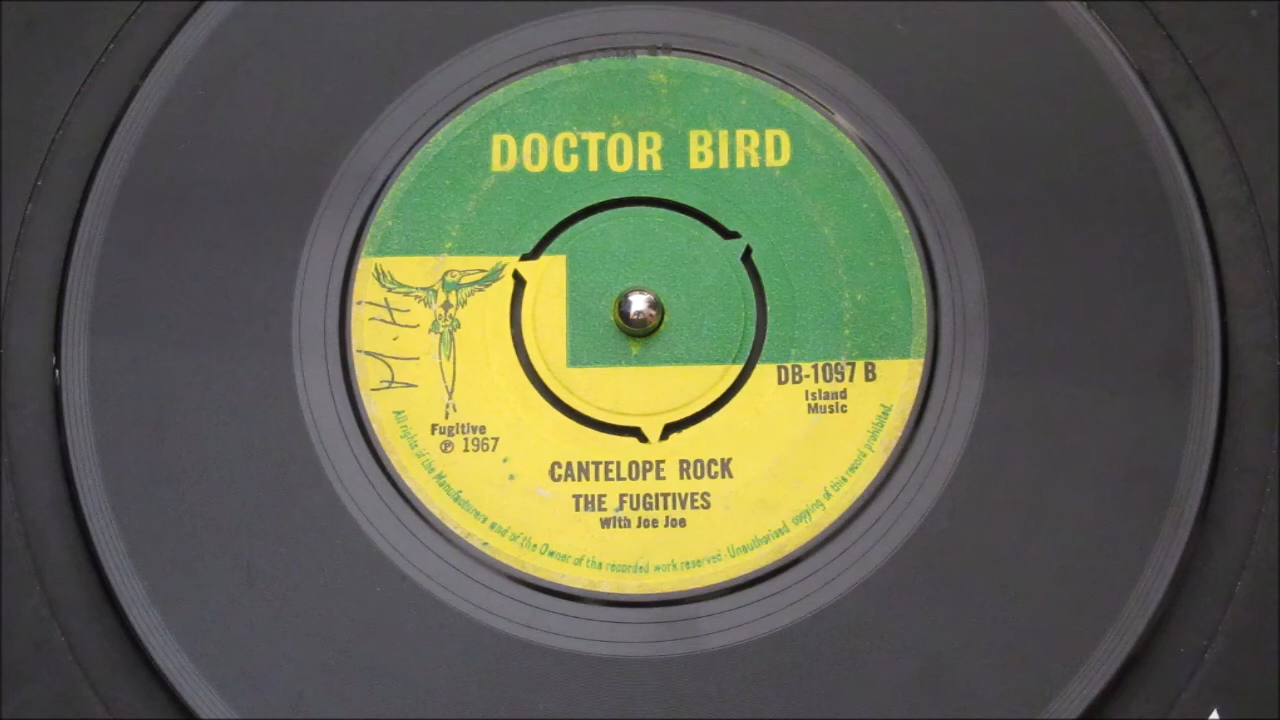 DOCTOR BIRD
M.H
DB-1097 B
Island
Music
Fugitive
℗ 1967
CANTELOPE ROCK
THE FUGITIVES
With Joe Joe
All rights of the Manufacturers and of the Owner of the recorded work reserved. Unauthorised copying of this record prohibited.